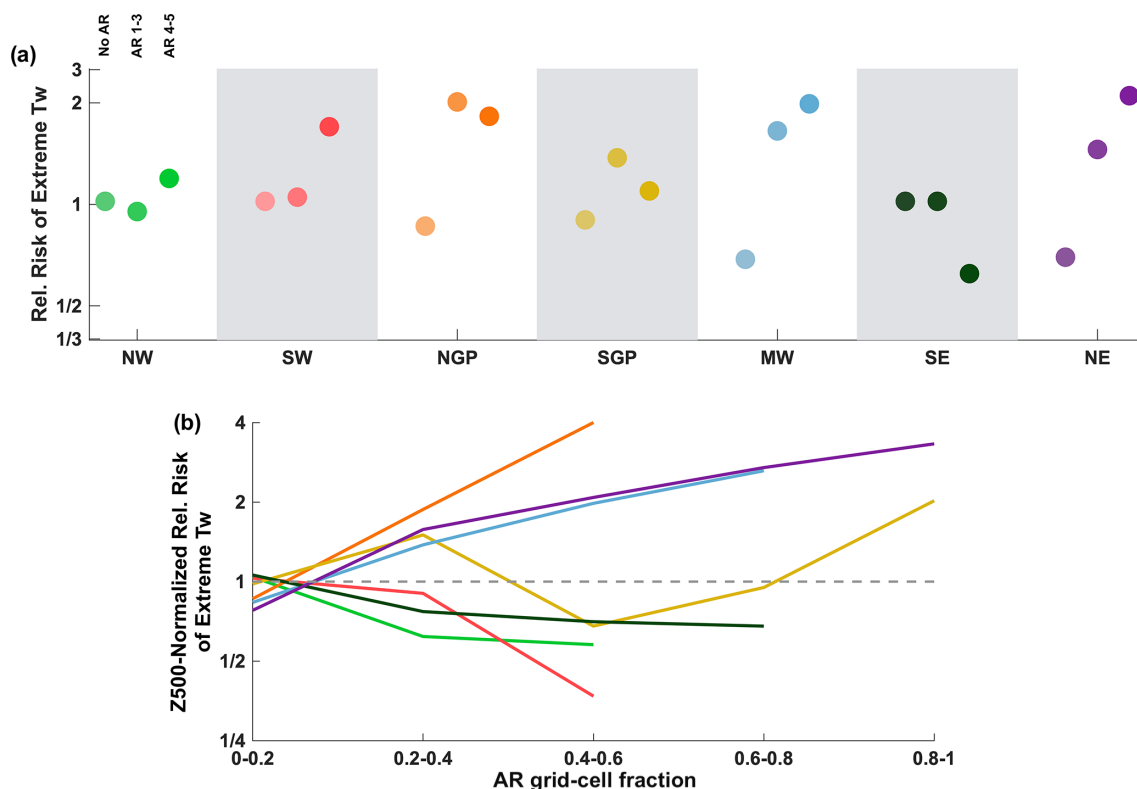 No AR
AR 1-3
AR 4-5
(a)
Rel. Risk of Extreme Tw
3
2
1
1/2
1/3
NW
SW
NGP
SGP
MW
SE
NE
(b)
Z500-Normalized Rel. Risk
of Extreme Tw
4
2
1
1/2
1/4
0-0.2
0.2-0.4
0.4-0.6
0.6-0.8
0.8-1
AR grid-cell fraction